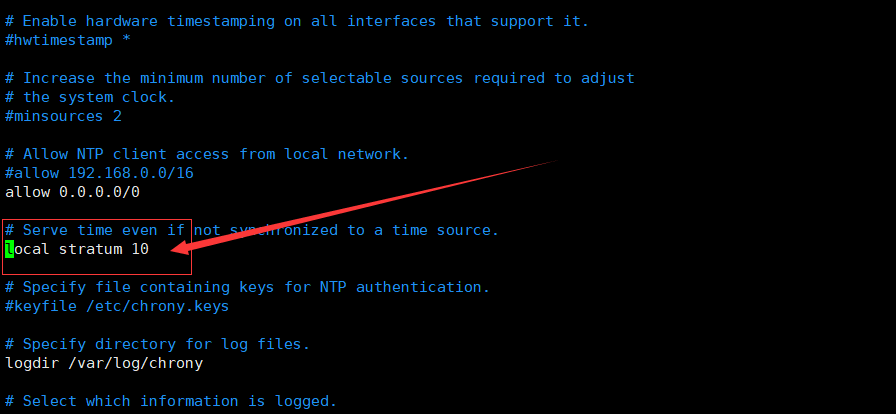 # Enable hardware timestamping on all interfaces that support it.
#hwtimestamp *
# Increase the minimum number of selectable sources required to adjust
# the system clock.
#minsources 2
# Allow NTP client access from local network.
#allow 192.168.0.0/16
allow 0.0.0.0/0
# Serve time even if not synchronized to a time source.
local stratum 10
# Specify file containing keys for NTP authentication.
#keyfile /etc/chrony.keys
# Specify directory for log files.
logdir /var/log/chrony
# Select which information is logged.